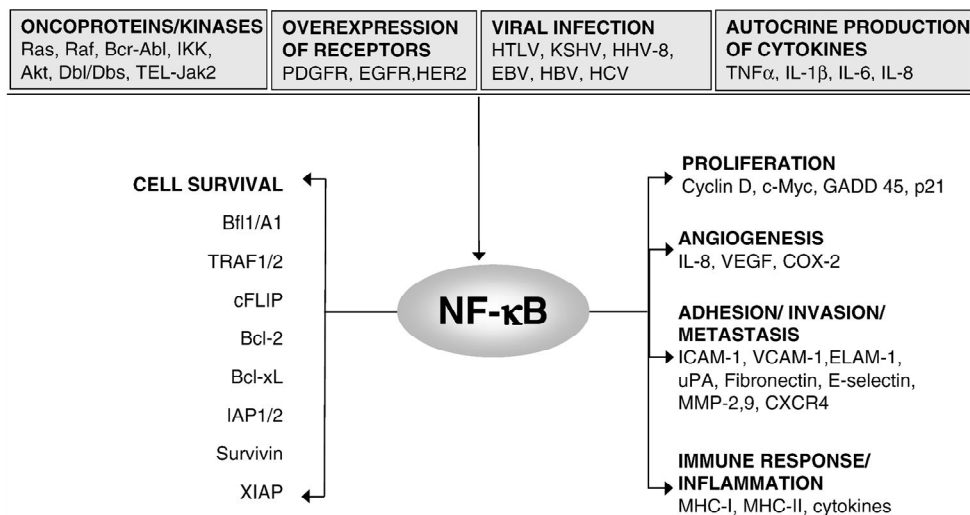 ONCOPROTEINS/KINASES
Ras, Raf, Bcr-Abl, IKK,
Akt, Dbl/Dbs, TEL-Jak2
OVEREXPRESSION
OF RECEPTORS
PDGFR, EGFR,HER2
VIRAL INFECTION
HTLV, KSHV, HHV-8,
EBV, HBV, HCV
AUTOCRINE PRODUCTION
OF CYTOKINES
TNFα, IL-1β, IL-6, IL-8
CELL SURVIVAL
Bfl1/A1
TRAF1/2
cFLIP
Bcl-2
Bcl-xL
IAP1/2
Survivin
XIAP
NF-κB
PROLIFERATION
Cyclin D, c-Myc, GADD 45, p21
ANGIOGENESIS
IL-8, VEGF, COX-2
ADHESION/ INVASION/
METASTASIS
ICAM-1, VCAM-1,ELAM-1,
uPA, Fibronectin, E-selectin,
MMP-2,9, CXCR4
IMMUNE RESPONSE/
INFLAMMATION
MHC-I, MHC-II, cytokines